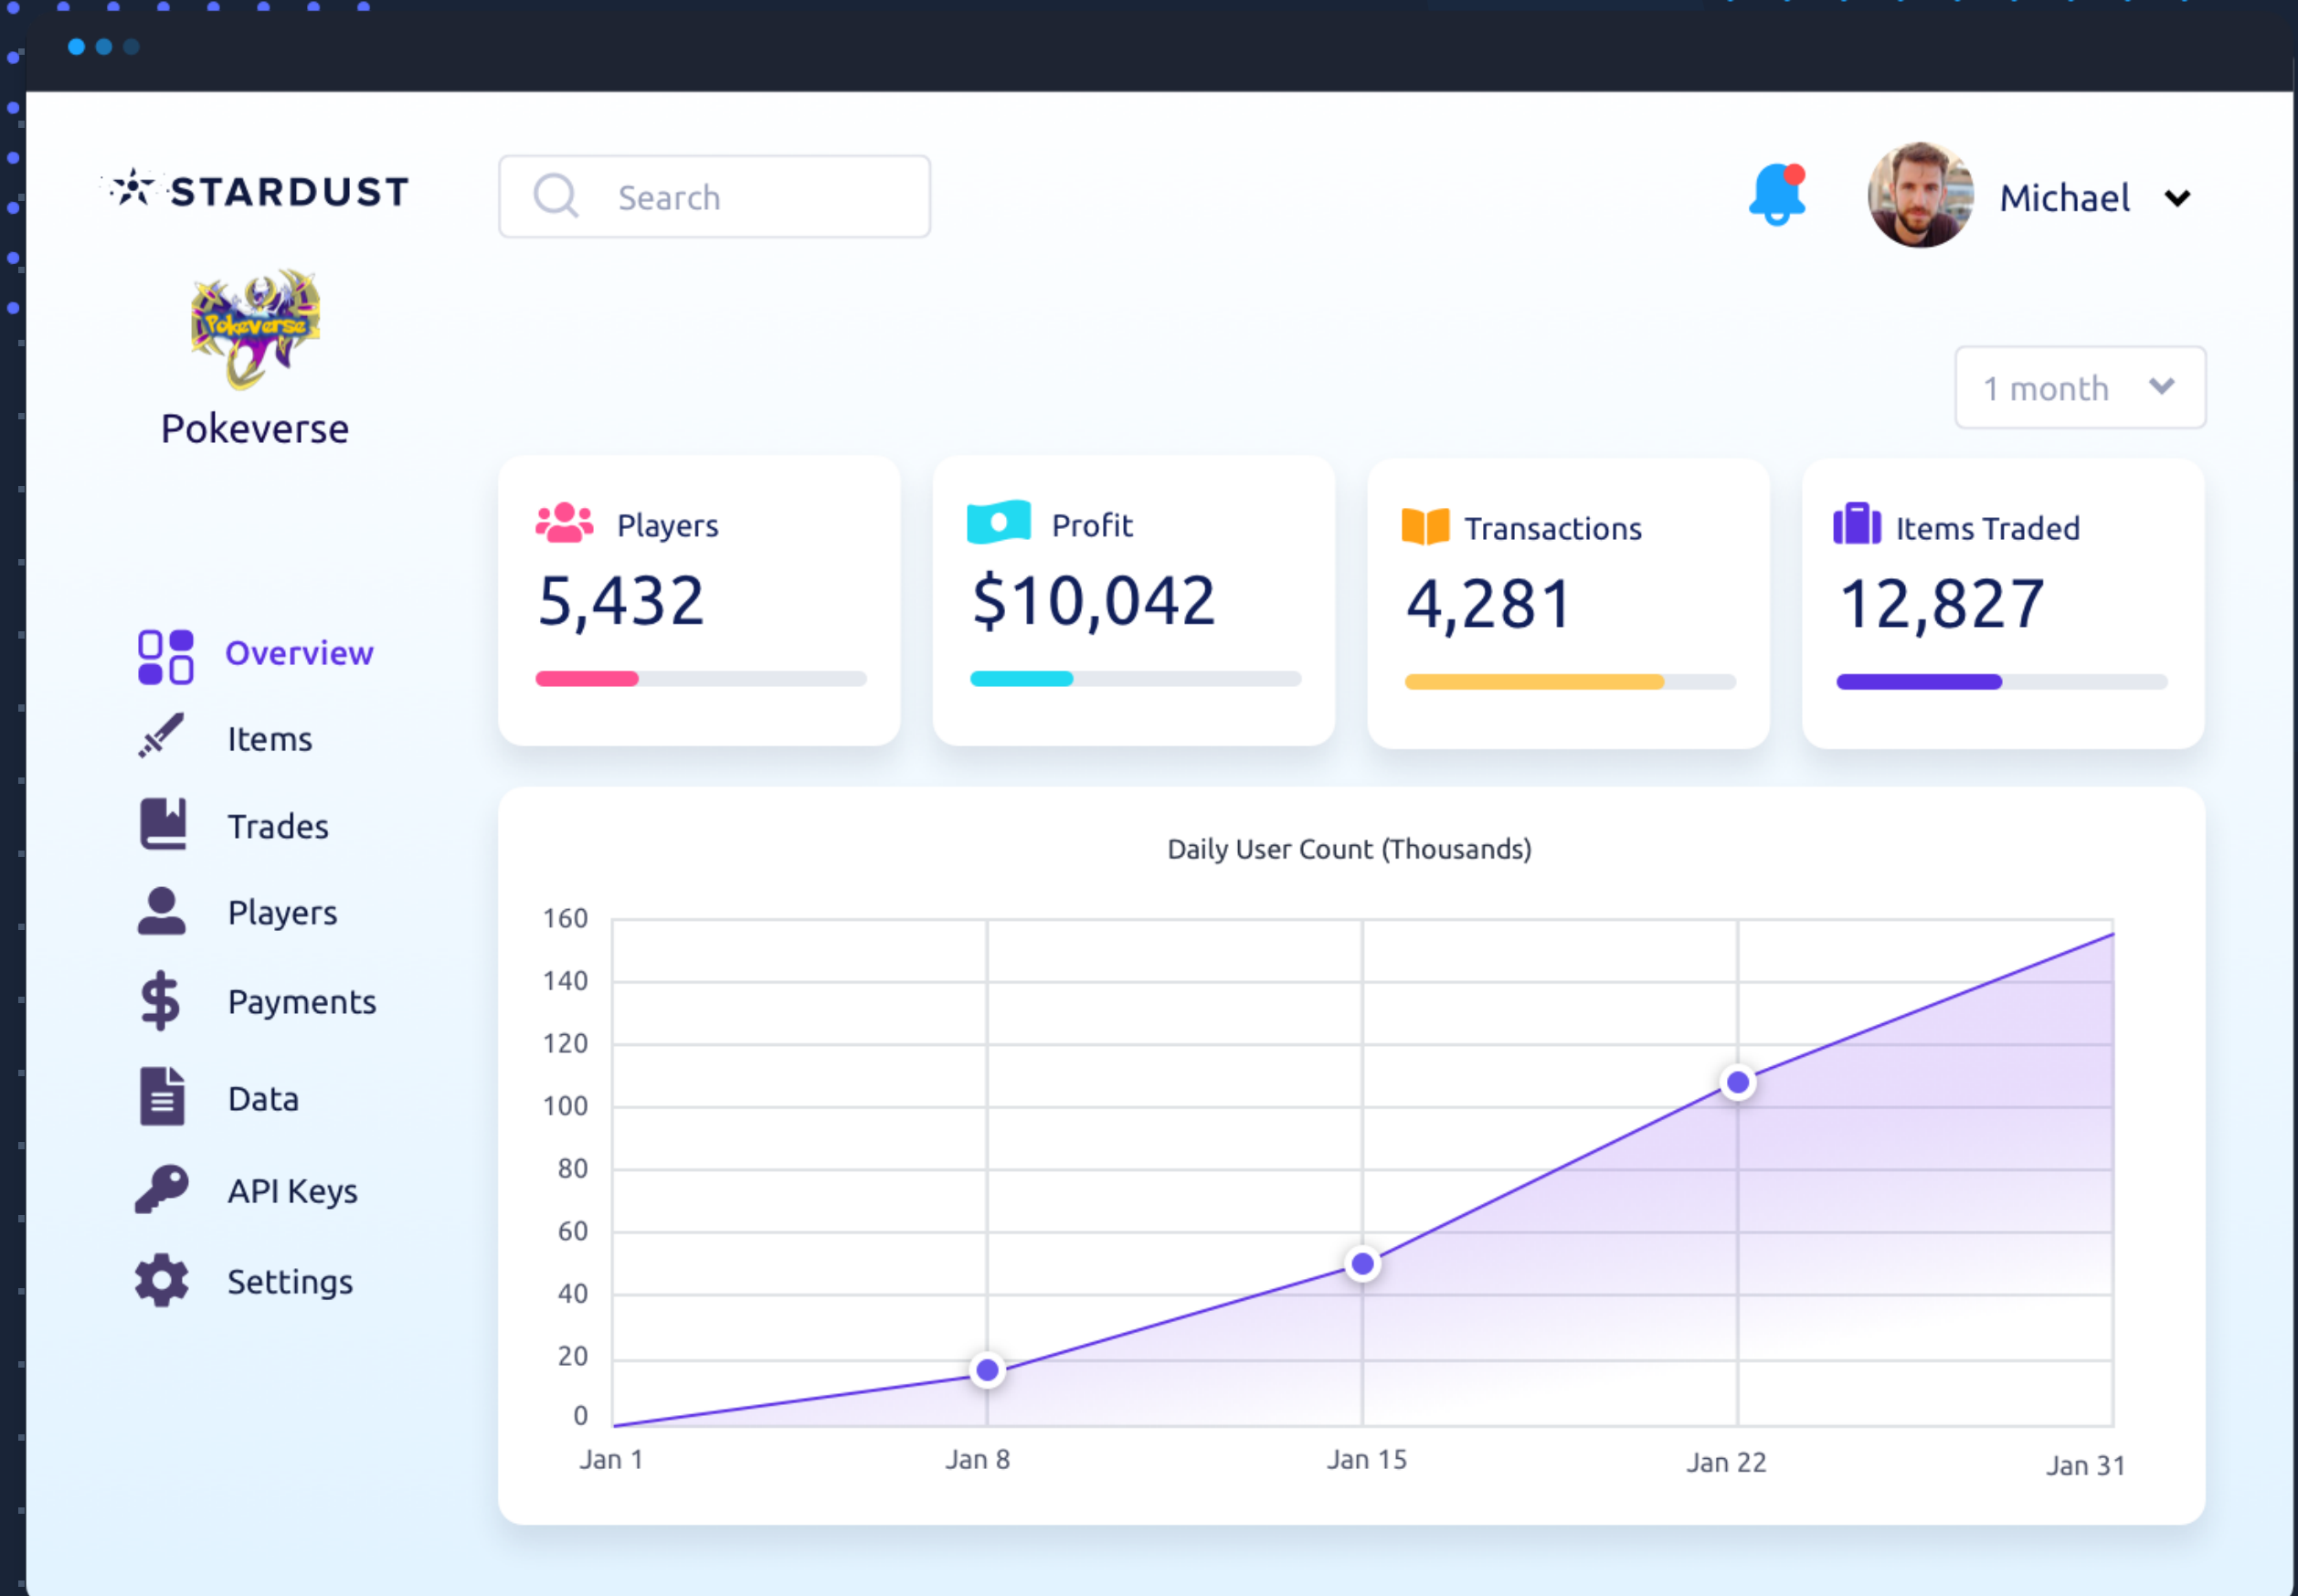 STARDUST
Search
Michael
Pokeverse
Pokeverse
1 month
Players
5,432
Profit
$10,042
Transactions
4,281
Items Traded
12,827
Overview
Items
Trades
Players
Payments
Data
API Keys
Settings
Daily User Count (Thousands)
160
140
120
100
80
60
40
20
0
Jan 1
Jan 8
Jan 15
Jan 22
Jan 31